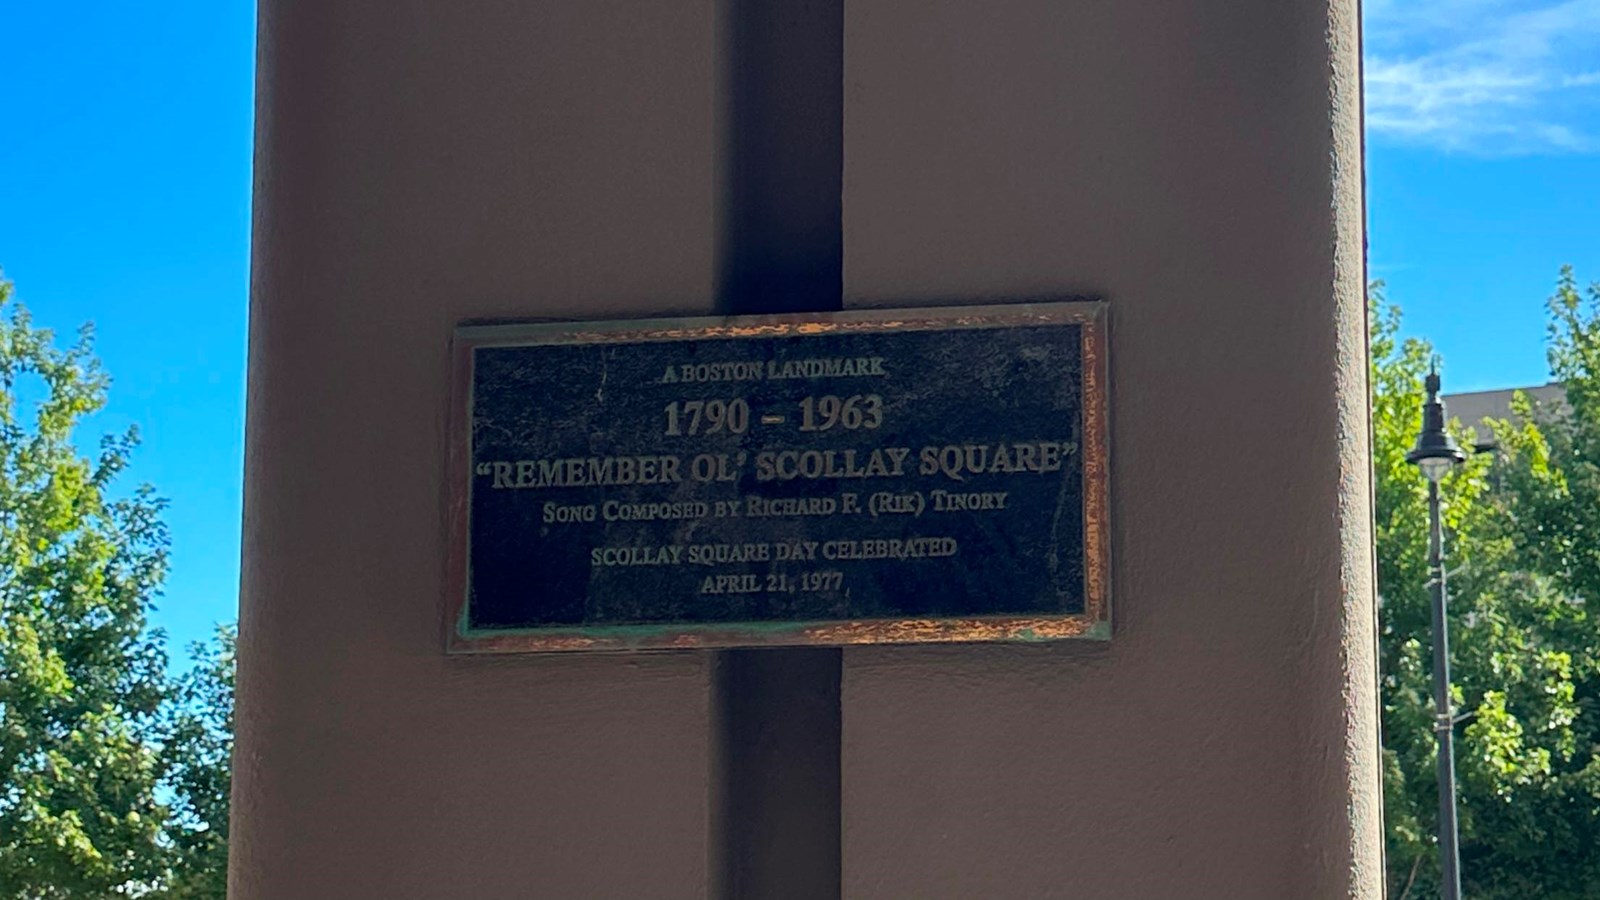 A BOSTON LANDMARK
1790 – 1963
“REMEMBER OL’ SCOLLAY SQUARE”
SONG COMPOSED BY RICHARD F. (RIK) TINORY
SCOLLAY SQUARE DAY CELEBRATED
APRIL 21, 1977